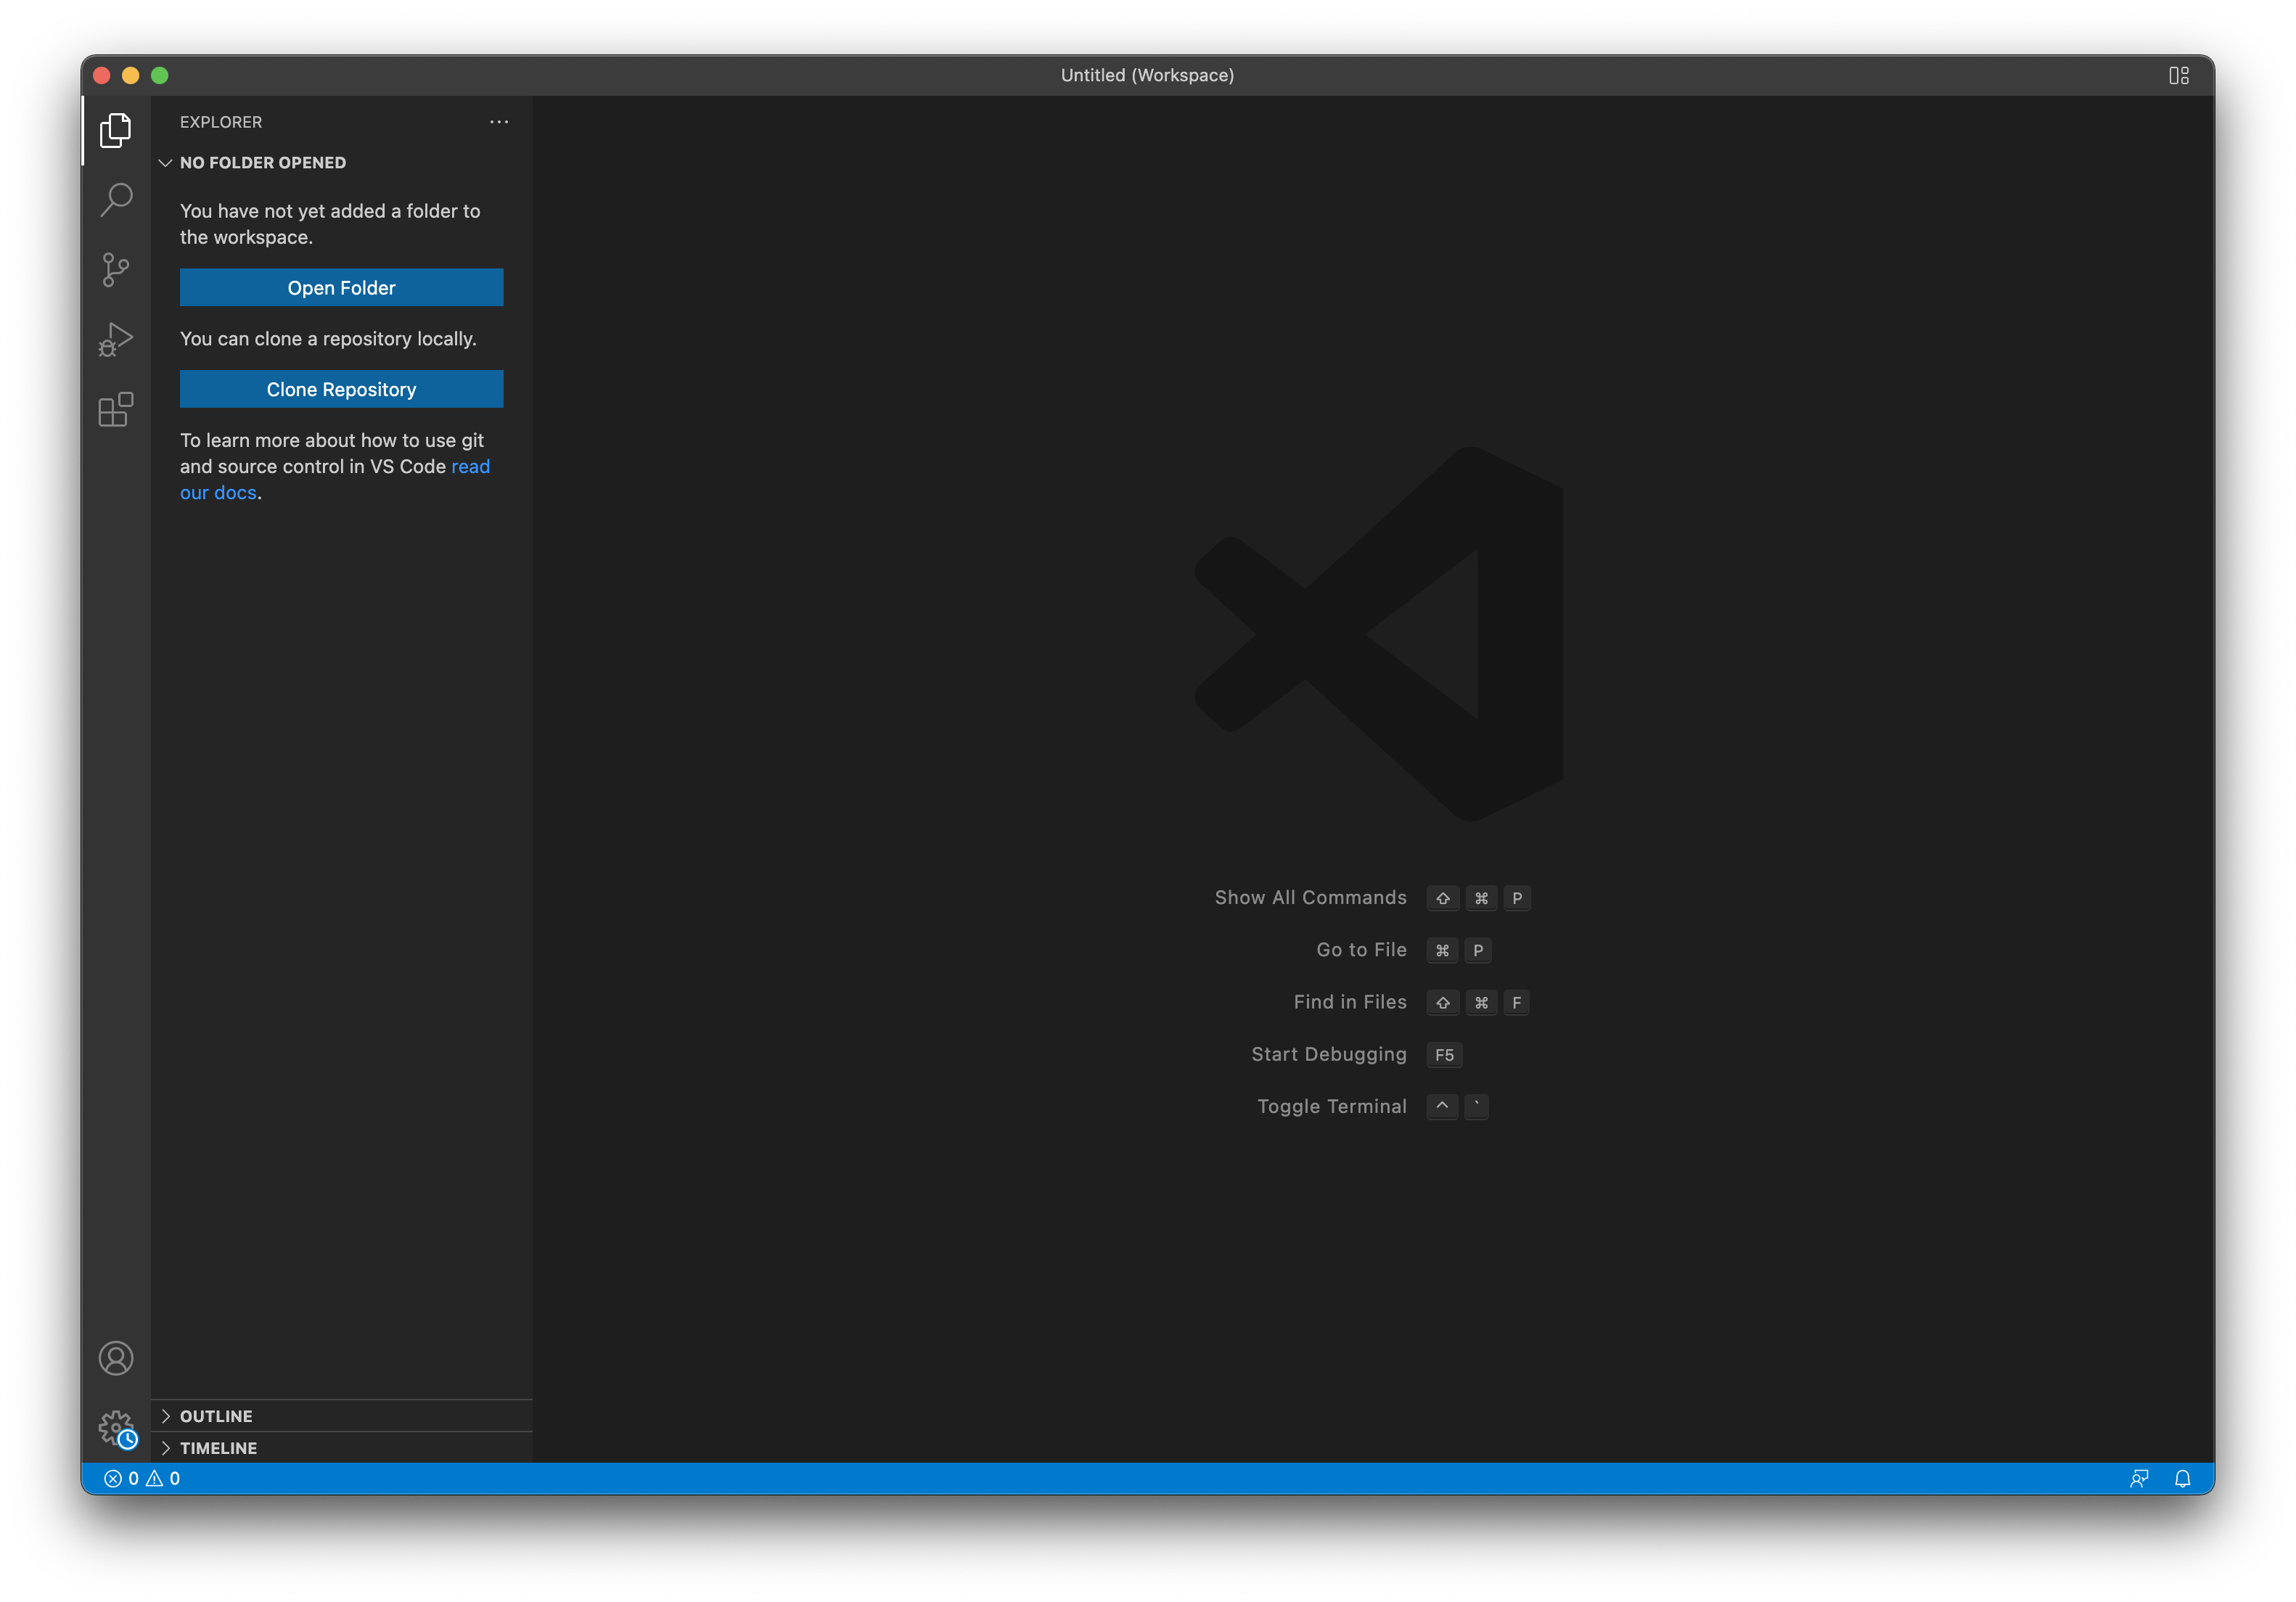 Untitled (Workspace)
EXPLORER
NO FOLDER OPENED
You have not yet added a folder to
the workspace.
Open Folder
You can clone a repository locally.
Clone Repository
To learn more about how to use git
and source control in VS Code read
our docs.
Show All Commands ⇧ ⌘ P
Go to File ⌘ P
Find in Files ⇧ ⌘ F
Start Debugging F5
Toggle Terminal ^ `
OUTLINE
TIMELINE
0 0